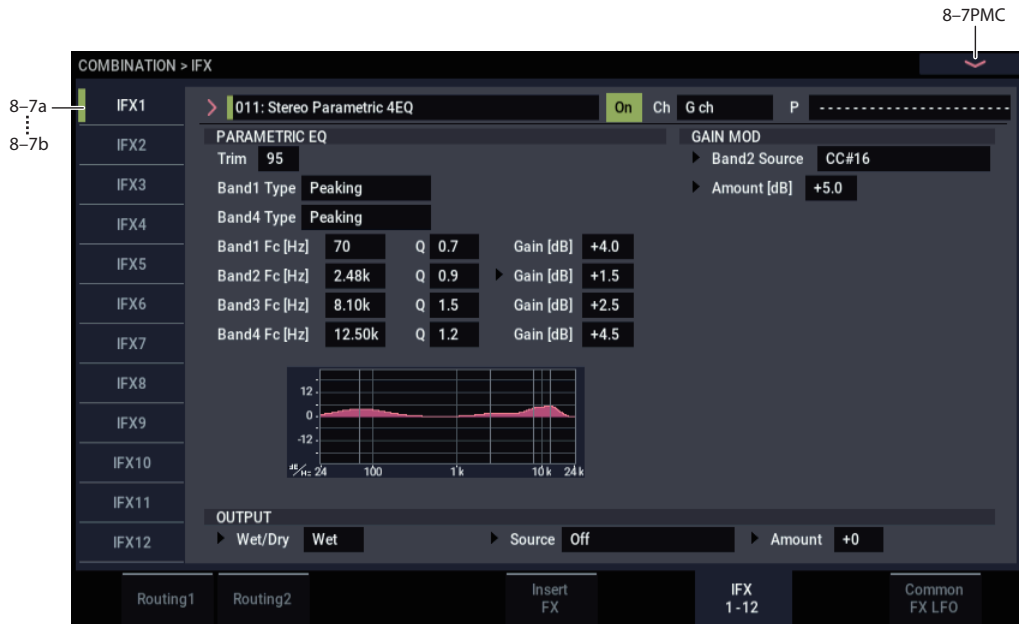 8–7PMC
COMBINATION > IFX
8–7a
8–7b
IFX1
IFX2
IFX3
IFX4
IFX5
IFX6
IFX7
IFX8
IFX9
IFX10
IFX11
IFX12
011: Stereo Parametric 4EQ On Ch G ch P -----------------------
PARAMETRIC EQ
Trim 95
Band1 Type Peaking
Band4 Type Peaking
Band1 Fc [Hz] 70 Q 0.7 Gain [dB] +4.0
Band2 Fc [Hz] 2.48k Q 0.9 Gain [dB] +1.5
Band3 Fc [Hz] 8.10k Q 1.5 Gain [dB] +2.5
Band4 Fc [Hz] 12.50k Q 1.2 Gain [dB] +4.5
GAIN MOD
Band2 Source CC#16
Amount [dB] +5.0
12
0
-12
dB/Hz 24 100 1k 10k 24k
OUTPUT
Wet/Dry Wet Source Off Amount +0
Routing1 Routing2
Insert
FX
IFX
1-12
Common
FX LFO